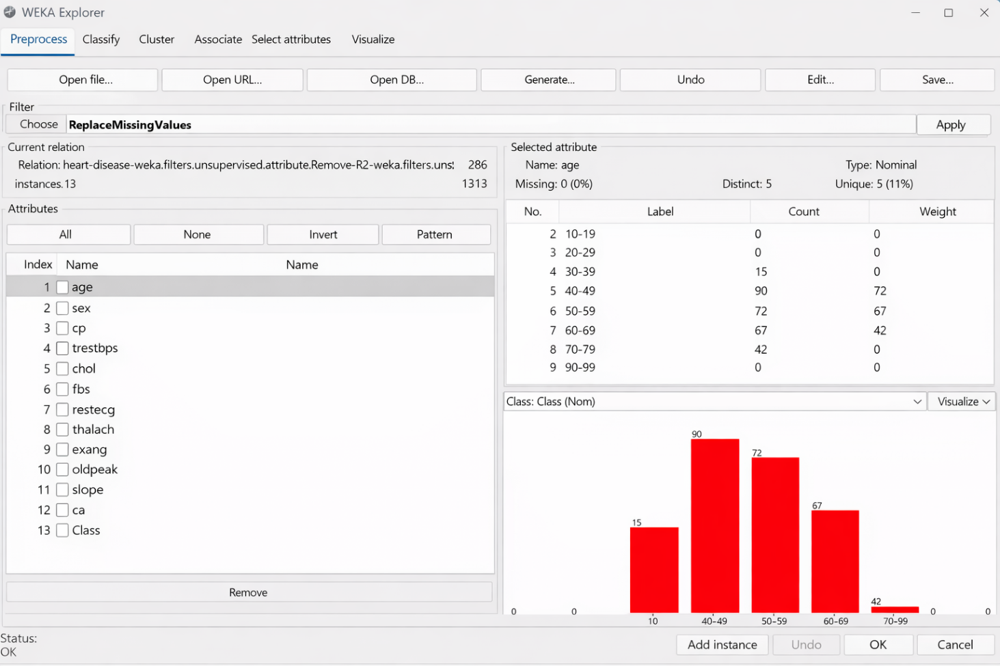 WEKA Explorer
Preprocess Classify Cluster Associate Select attributes Visualize
Open file... Open URL... Open DB... Generate... Undo Edit... Save...
Filter
Choose ReplaceMissingValues Apply
Current relation
Relation: heart-disease-weka.filters.unsupervised.attribute.Remove-R2-weka.filters.uns: 286
instances.13 1313
Attributes
All None Invert Pattern
Index Name Name
1 age
2 sex
3 cp
4 trestbps
5 chol
6 fbs
7 restecg
8 thalach
9 exang
10 oldpeak
11 slope
12 ca
13 Class
Remove
Selected attribute
Name: age Type: Nominal
Missing: 0 (0%) Distinct: 5 Unique: 5 (11%)
No. Label Count Weight
2 10-19 0 0
3 20-29 0 0
4 30-39 15 0
5 40-49 90 72
6 50-59 72 67
7 60-69 67 42
8 70-79 42 0
9 90-99 0 0
Class: Class (Nom) Visualize
90
72
67
15
42
0 0 0 0
10 40-49 50-59 60-69 70-99
Status:
OK
Add instance Undo OK Cancel